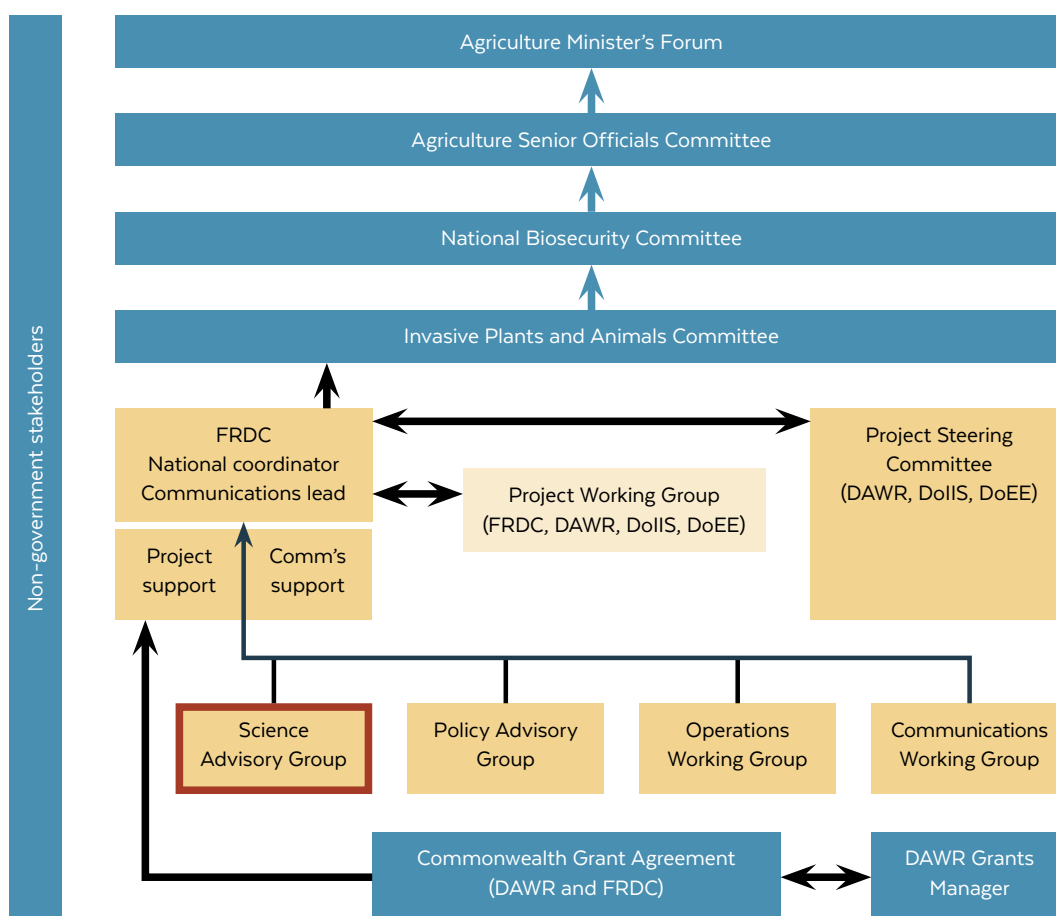 Non-government stakeholders
Agriculture Minister's Forum
Agriculture Senior Officials Committee
National Biosecurity Committee
Invasive Plants and Animals Committee
FRDC
National coordinator
Communications lead
Project Steering
Committee
(DAWR, DoIIS, DoEE)
Project Working Group
(FRDC, DAWR, DoIIS, DoEE)
Project
support
Comm's
support
Science
Advisory Group
Policy Advisory
Group
Operations
Working Group
Communications
Working Group
Commonwealth Grant Agreement
(DAWR and FRDC)
DAWR Grants
Manager